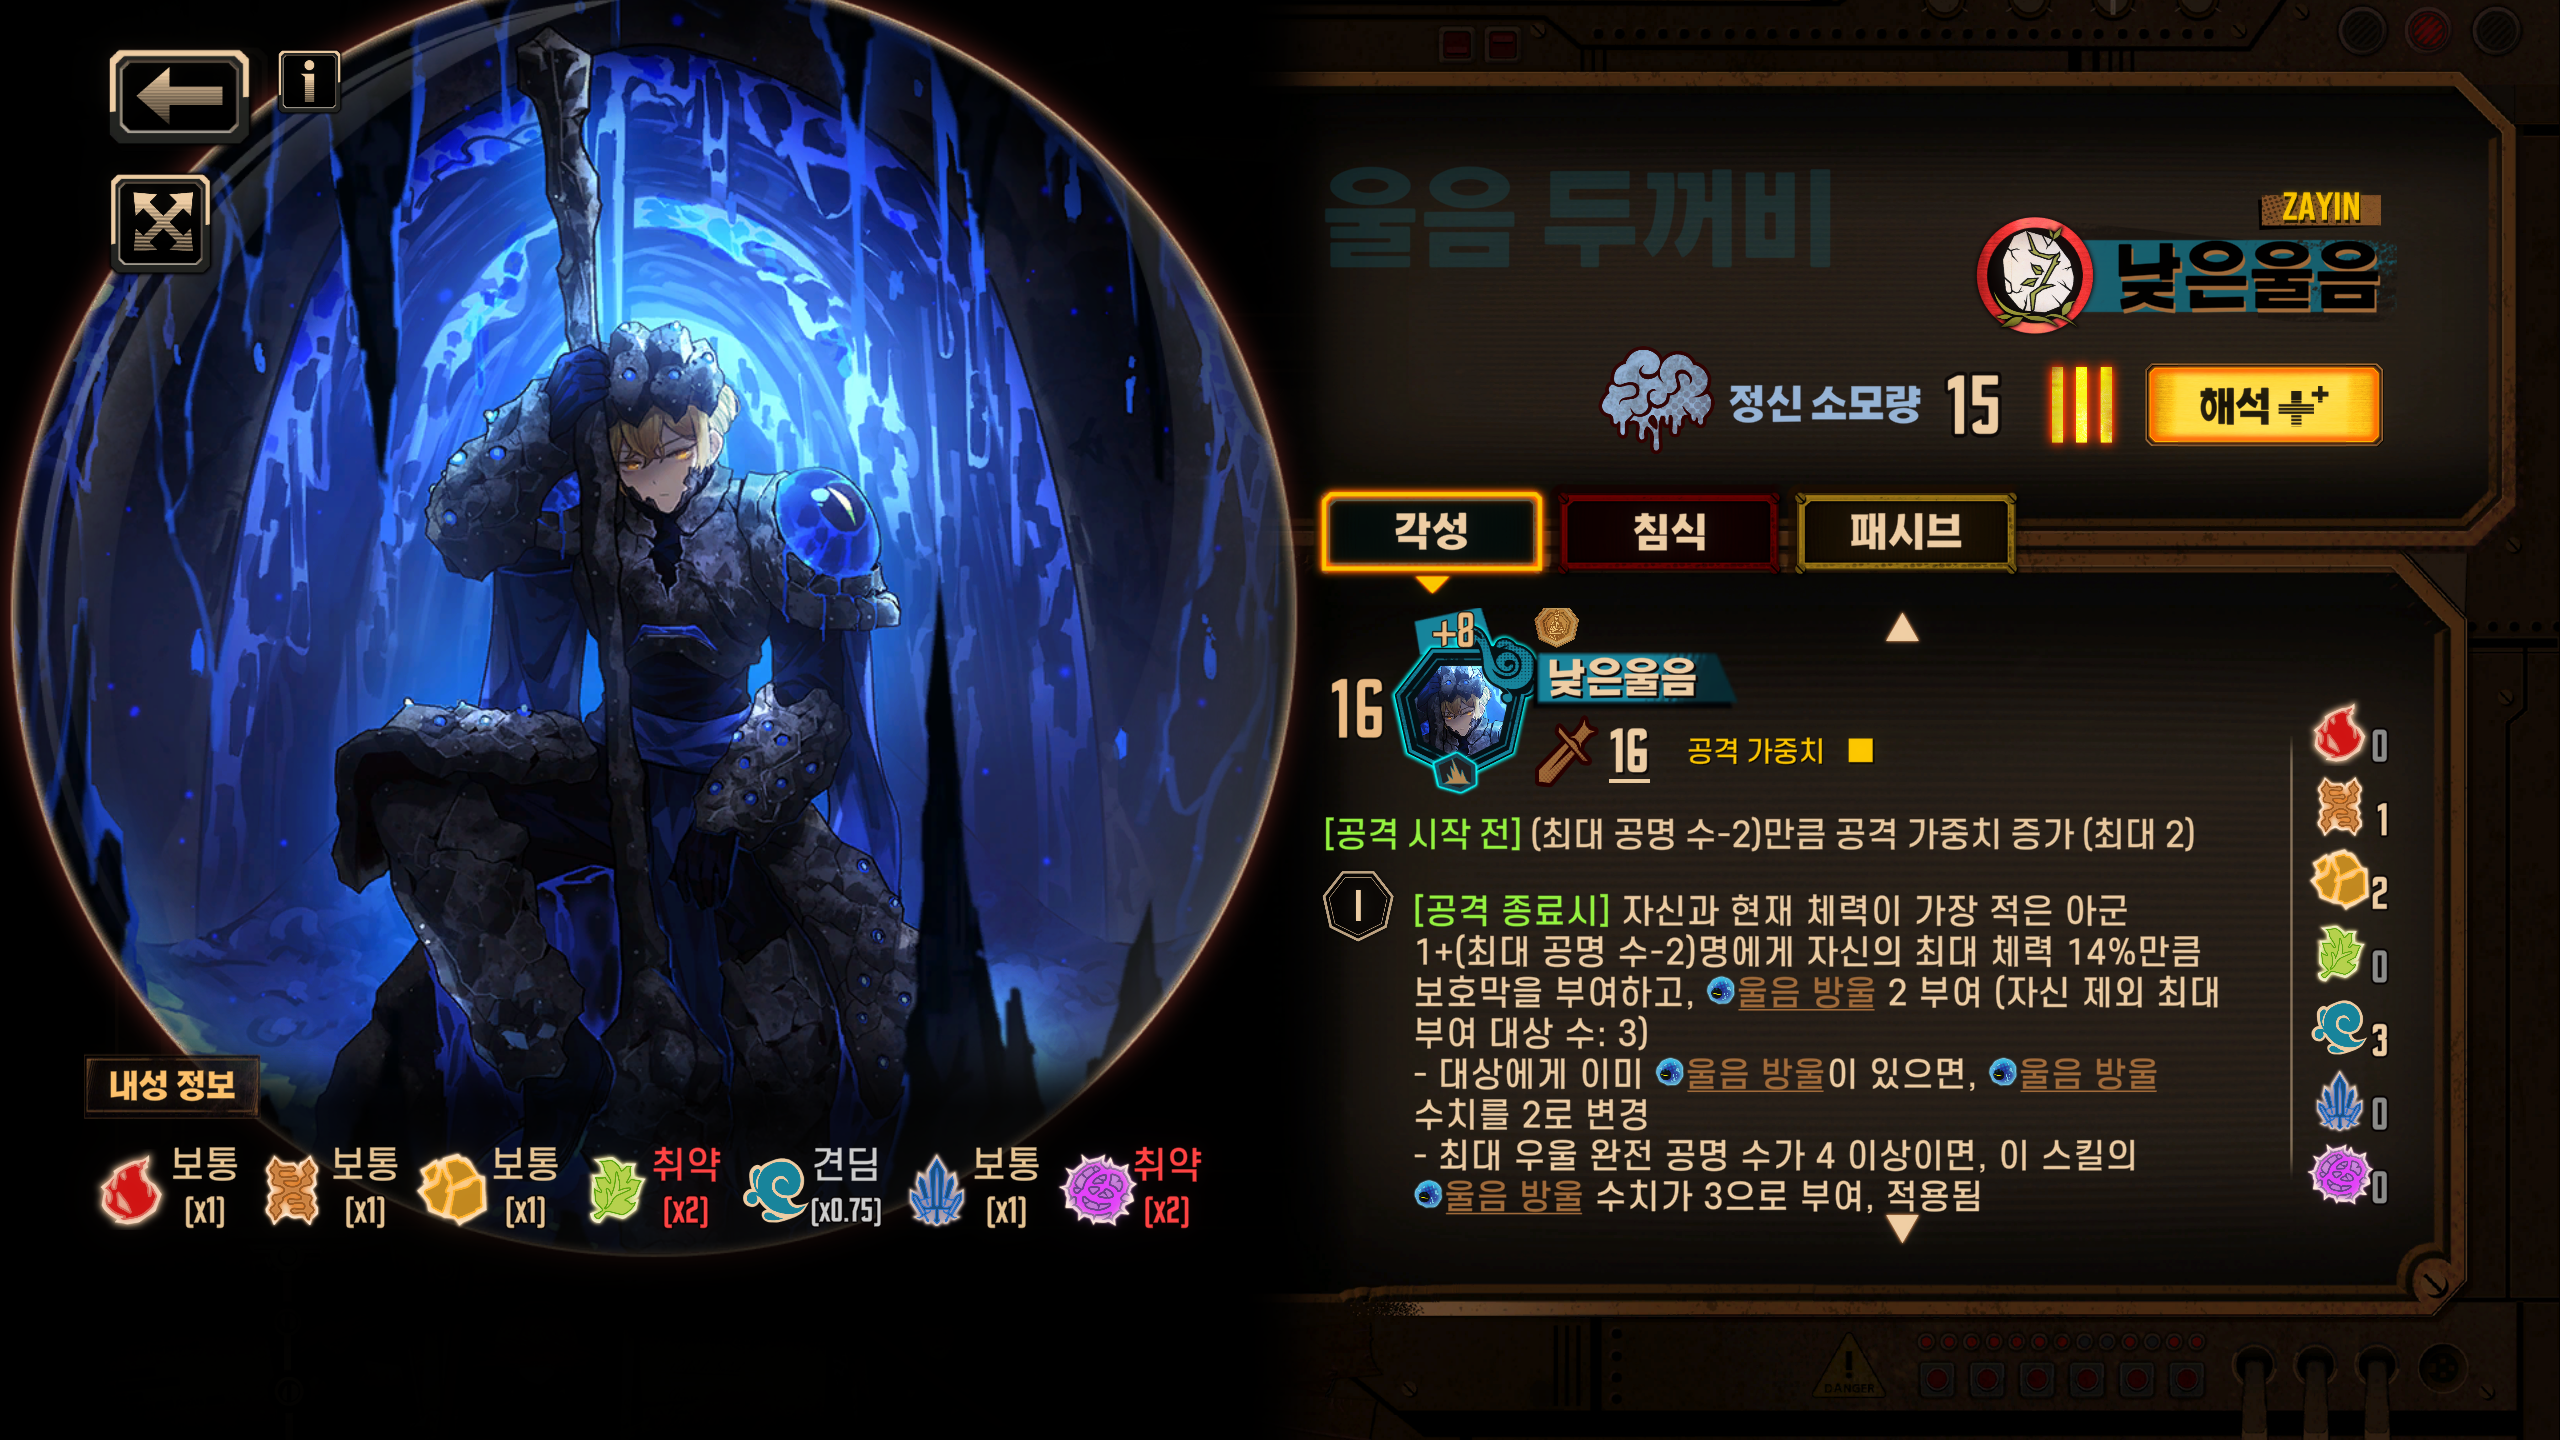 울음 두꺼비
ZAYIN
낮은울음
정신 소모량 15
해석
각성
침식
패시브
+8
16
낮은울음
16 공격 가중치
[공격 시작 전] (최대 공명 수-2)만큼 공격 가중치 증가 (최대 2)
I
[공격 종료시] 자신과 현재 체력이 가장 적은 아군
1+(최대 공명 수-2)명에게 자신의 최대 체력 14%만큼
보호막을 부여하고, 울음 방울 2 부여 (자신 제외 최대
부여 대상 수: 3)
- 대상에게 이미 울음 방울이 있으면, 울음 방울
수치를 2로 변경
- 최대 우울 완전 공명 수가 4 이상이면, 이 스킬의
울음 방울 수치가 3으로 부여, 적용됨
0
1
2
0
3
0
0
내성 정보
보통 보통 보통 취약 견딤 보통 취약
(x1) (x1) (x1) (x2) (x0.75) (x1) (x2)
DANGER